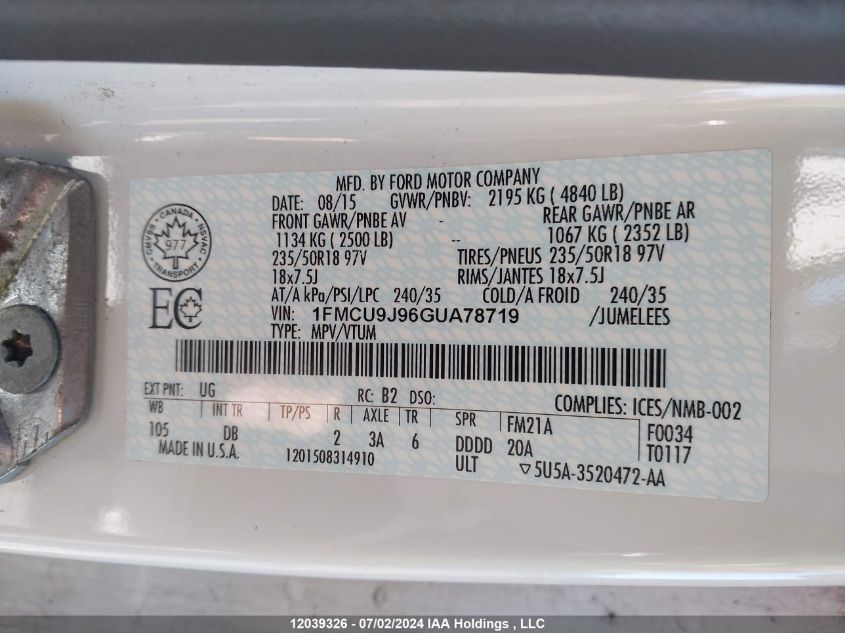 MFD. BY FORD MOTOR COMPANY
DATE: 08/15 GVWR/PNBV: 2195 KG ( 4840 LB)
FRONT GAWR/PNBE AV - REAR GAWR/PNBE AR
1134 KG ( 2500 LB) -- 1067 KG ( 2352 LB)
235/50R18 97V TIRES/PNEUS 235/50R18 97V
18x7.5J RIMS/JANTES 18x7.5J
AT/A kPa/PSI/LPC 240/35 COLD/A FROID 240/35
VIN: 1FMCU9J96GUA78719 /JUMELEES
TYPE: MPV/VTUM
CANADA
CMVSS NSVAC
977
TRANSPORT
EC
EXT PNT: UG RC: B2 DSO: COMPLIES: ICES/NMB-002
WB INT TR TP/PS R AXLE TR SPR FM21A F0034
105 DB 2 3A 6 DDDD 20A T0117
MADE IN U.S.A. 1201508314910 ULT ▽5U5A-3520472-AA
12039326 - 07/02/2024 IAA Holdings , LLC